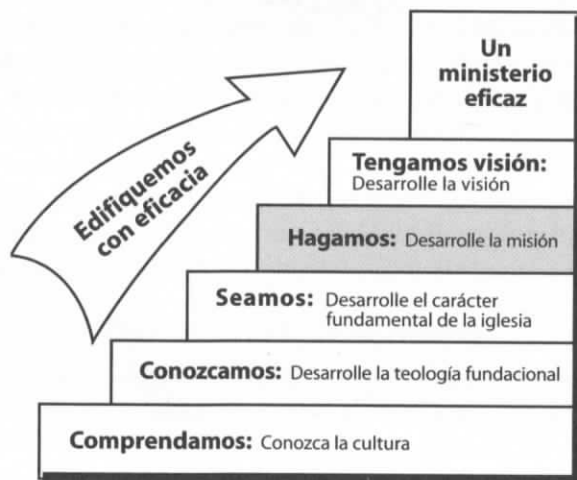 Un
ministerio
eficaz
Edifiquemos
con eficacia
Tengamos visión:
Desarrolle la visión
Hagamos: Desarrolle la misión
Seamos: Desarrolle el carácter
fundamental de la iglesia
Conozcamos: Desarrolle la teología fundacional
Comprendamos: Conozca la cultura